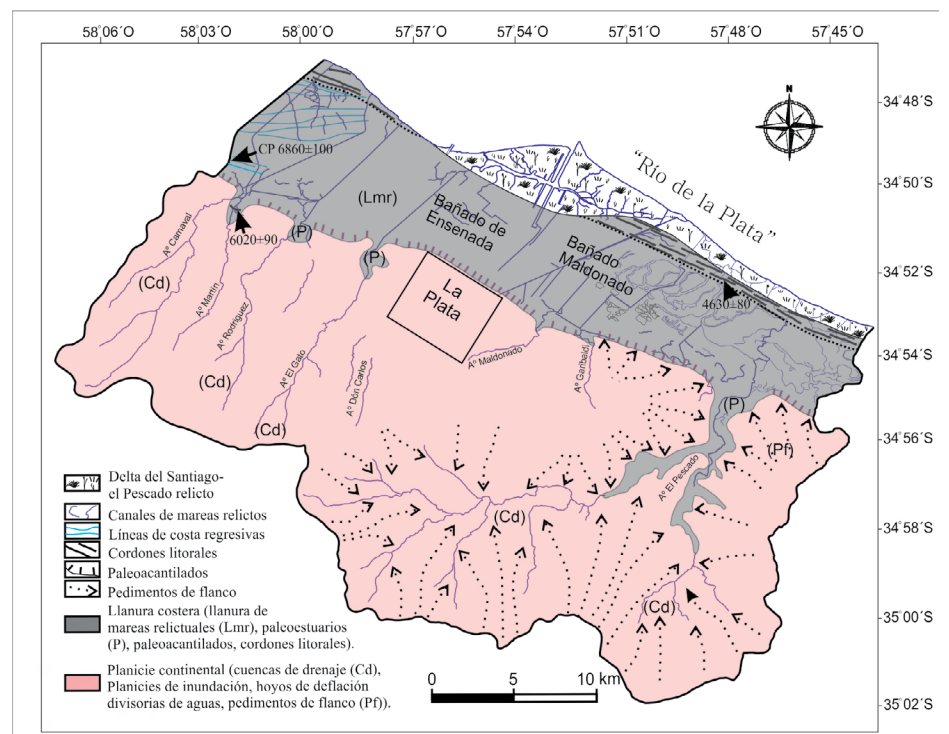 58°06´O
58°03´O
58°00´O
57°57´O
57°54´O
57°51´O
57°48´O
57°45´O
N
34°48´S
34°50´S
34°52´S
34°54´S
34°56´S
34°58´S
35°00´S
35°02´S
CP 6860±100
6020±90
4630±80
"Río de la Plata"
(Lmr)
Bañado de
Ensenada
Bañado
Maldonado
(P)
(P)
(P)
La
Plata
Aº Carnaval
(Cd)
Aº Martín
Aº Rodríguez
(Cd)
Aº El Gato
(Cd)
Aº Dón Carlos
Aº Maldonado
Aº Garibaldi
Aº El Pescado
(Pf)
(Cd)
(Cd)
Delta del Santiago-
el Pescado relicto
Canales de mareas relictos
Líneas de costa regresivas
Cordones litorales
Paleoacantilados
Pedimentos de flanco
Llanura costera (llanura de
mareas relictuales (Lmr), paleoestuarios
(P), paleoacantilados, cordones litorales).
Planicie continental (cuencas de drenaje (Cd),
Planicies de inundación, hoyos de deflación
divisorias de aguas, pedimentos de flanco (Pf)).
0 5 10 km